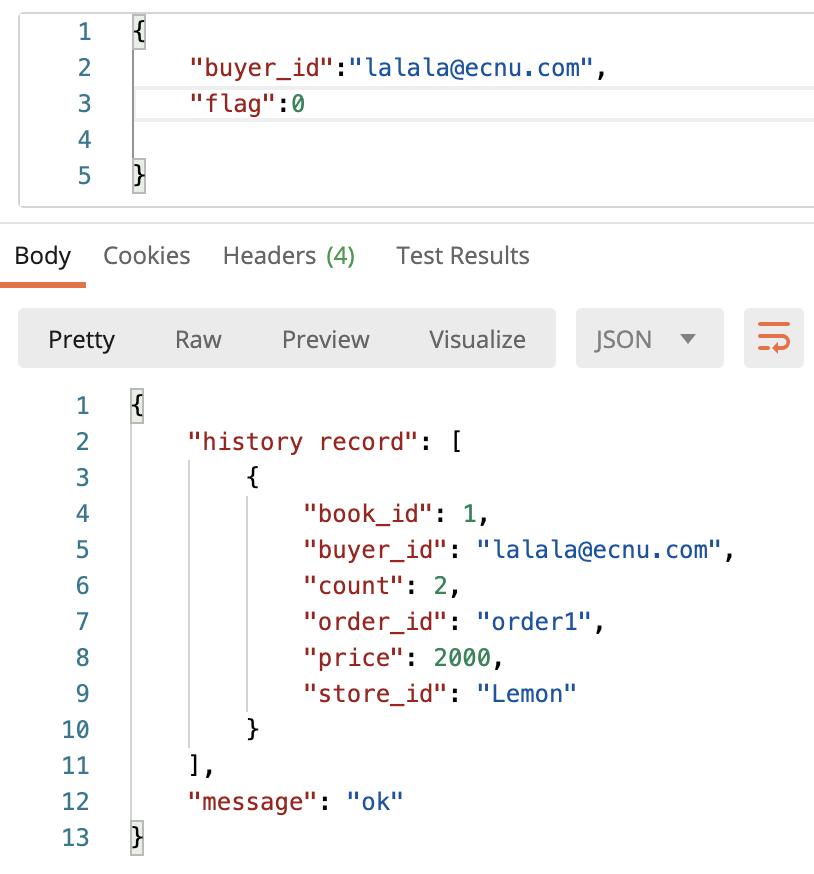 1 {
2 "buyer_id":"lalala@ecnu.com",
3 "flag":0
4
5 }
Body Cookies Headers (4) Test Results
Pretty Raw Preview Visualize JSON
1 {
2 "history record": [
3 {
4 "book_id": 1,
5 "buyer_id": "lalala@ecnu.com",
6 "count": 2,
7 "order_id": "order1",
8 "price": 2000,
9 "store_id": "Lemon"
10 }
11 ],
12 "message": "ok"
13 }